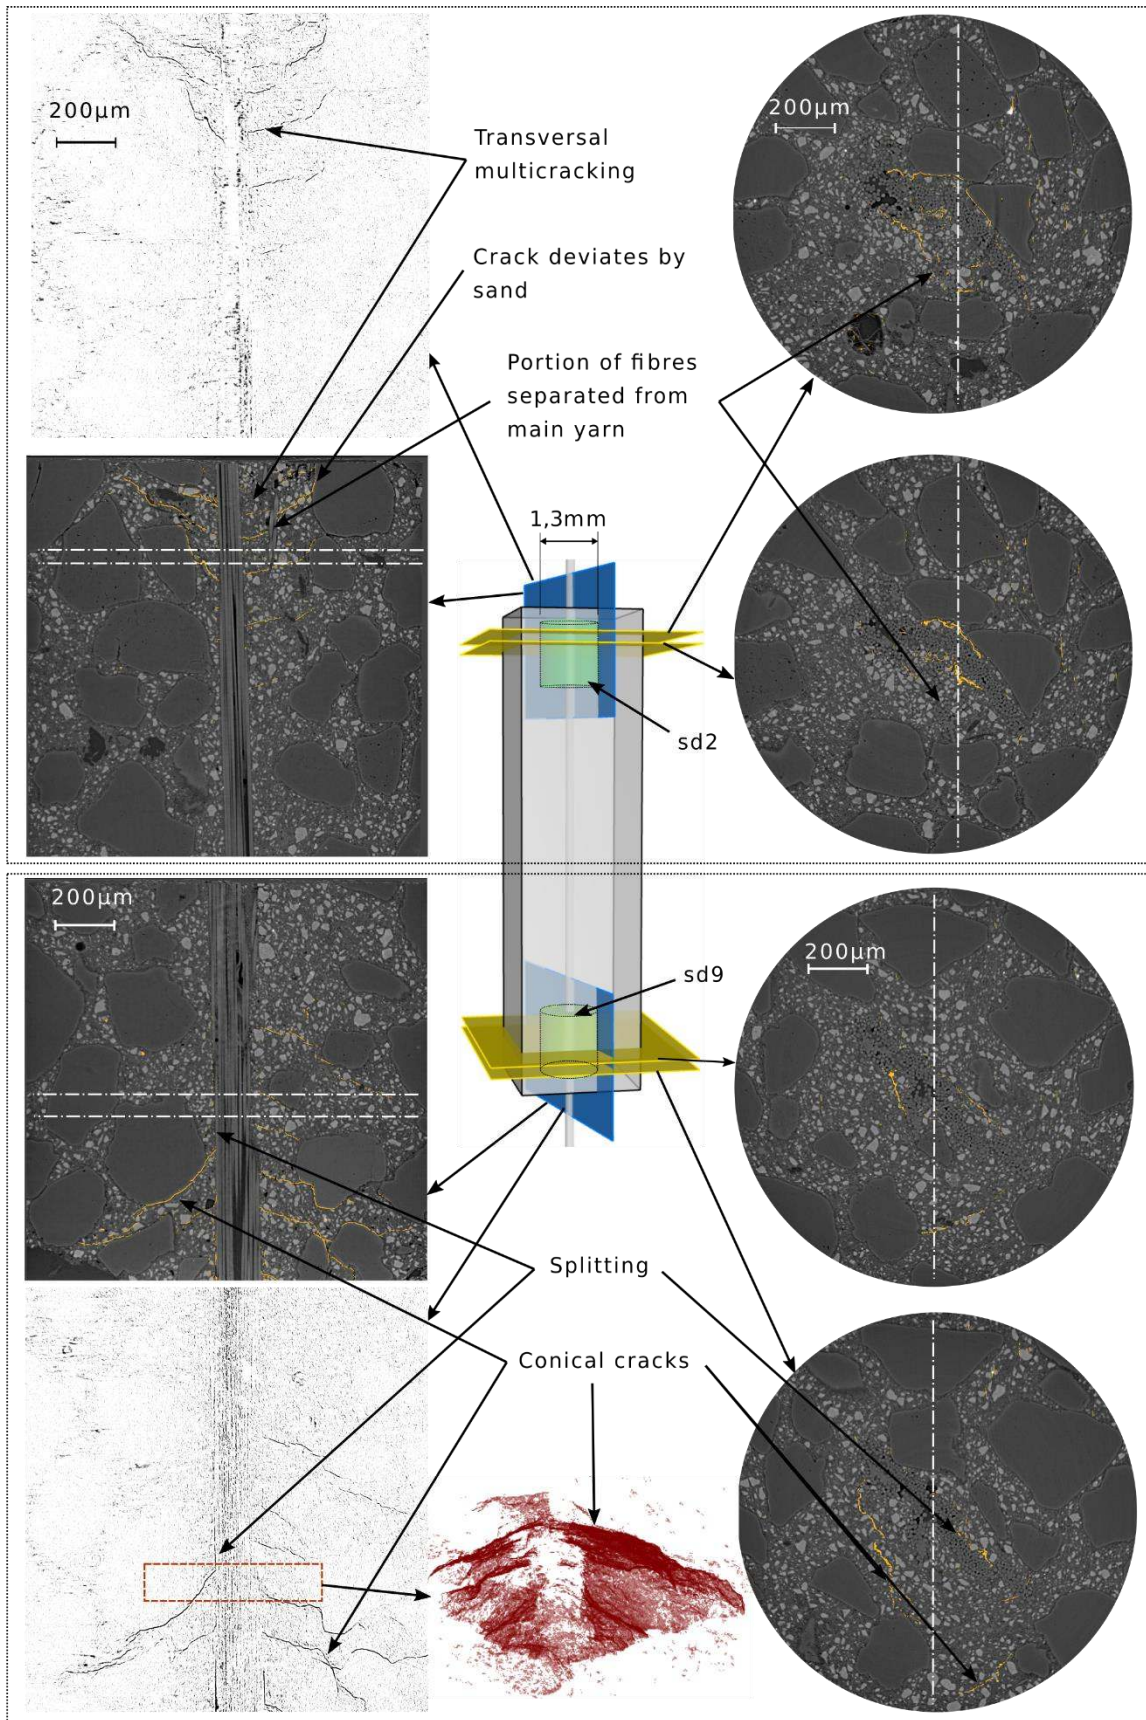 200μm
Transversal
multicracking
200μm
Crack deviates by
sand
Portion of fibres
separated from
main yarn
1,3mm
sd2
200μm
sd9
200μm
Splitting
Conical cracks